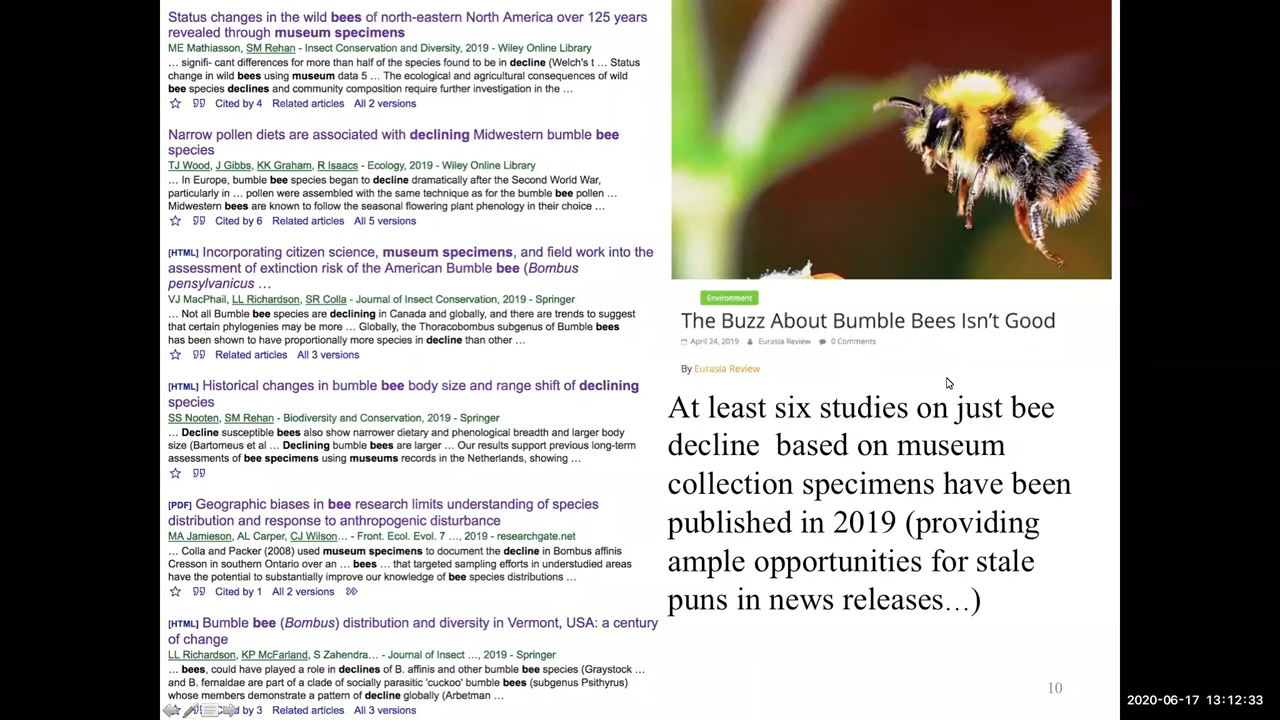 Status changes in the wild bees of north-eastern North America over 125 years
revealed through museum specimens
ME Mathiasson, SM Rehan - Insect Conservation and Diversity, 2019 - Wiley Online Library
… signifi- cant differences for more than half of the species found to be in decline (Welch's t … Status
change in wild bees using museum data 5 … The ecological and agricultural consequences of wild
bee species declines and community composition require further investigation in the …
Cited by 4 Related articles All 2 versions
Narrow pollen diets are associated with declining Midwestern bumble bee
species
TJ Wood, J Gibbs, KK Graham, R Isaacs - Ecology, 2019 - Wiley Online Library
… In Europe, bumble bee species began to decline dramatically after the Second World War,
particularly in … pollen were assembled with the same technique as for the bumble bee pollen …
Midwestern bees are known to follow the seasonal flowering plant phenology in their choice …
Cited by 6 Related articles All 5 versions
[HTML] Incorporating citizen science, museum specimens, and field work into the
assessment of extinction risk of the American Bumble bee (Bombus
pensylvanicus …
VJ MacPhail, LL Richardson, SR Colla - Journal of Insect Conservation, 2019 - Springer
… Not all Bumble bee species are declining in Canada and globally, and there are trends to suggest
that certain phylogenies may be more … Globally, the Thoracobombus subgenus of Bumble bees
has been shown to have proportionally more species in decline than other …
Related articles All 3 versions
[HTML] Historical changes in bumble bee body size and range shift of declining
species
SS Nooten, SM Rehan - Biodiversity and Conservation, 2019 - Springer
… Decline susceptible bees also show narrower dietary and phenological breadth and larger body
size (Bartomeus et al … Declining bumble bees are larger … Our results support previous long-term
assessments of bee specimens using museums records in the Netherlands, showing …
[PDF] Geographic biases in bee research limits understanding of species
distribution and response to anthropogenic disturbance
MA Jamieson, AL Carper, CJ Wilson… - Front. Ecol. Evol. 7 …, 2019 - researchgate.net
… Colla and Packer (2008) used museum specimens to document the decline in Bombus affinis
Cresson in southern Ontario over an … bees … that targeted sampling efforts in understudied areas
have the potential to substantially improve our knowledge of bee species distributions …
Cited by 1 All 2 versions
[HTML] Bumble bee (Bombus) distribution and diversity in Vermont, USA: a century
of change
LL Richardson, KP McFarland, S Zahendra… - Journal of Insect …, 2019 - Springer
… bees, could have played a role in declines of B. affinis and other bumble bee species (Graystock …
and B. fernaldae are part of a clade of socially parasitic 'cuckoo' bumble bees (subgenus Psithyrus)
whose members demonstrate a pattern of decline globally (Arbetman …
by 3 Related articles All 3 versions
Environment
The Buzz About Bumble Bees Isn't Good
April 24, 2019 Eurasia Review 0 Comments
By Eurasia Review
At least six studies on just bee
decline based on museum
collection specimens have been
published in 2019 (providing
ample opportunities for stale
puns in news releases…)
10
2020-06-17 13:12:33